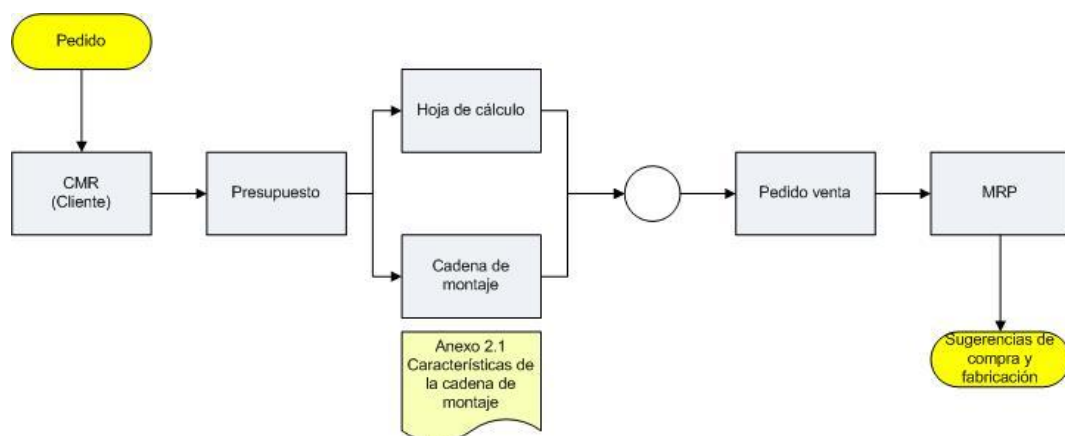 Pedido
CMR
(Cliente)
Presupuesto
Hoja de cálculo
Cadena de
montaje
Anexo 2.1
Características de
la cadena de
montaje
Pedido venta
MRP
Sugerencias de
compra y
fabricación